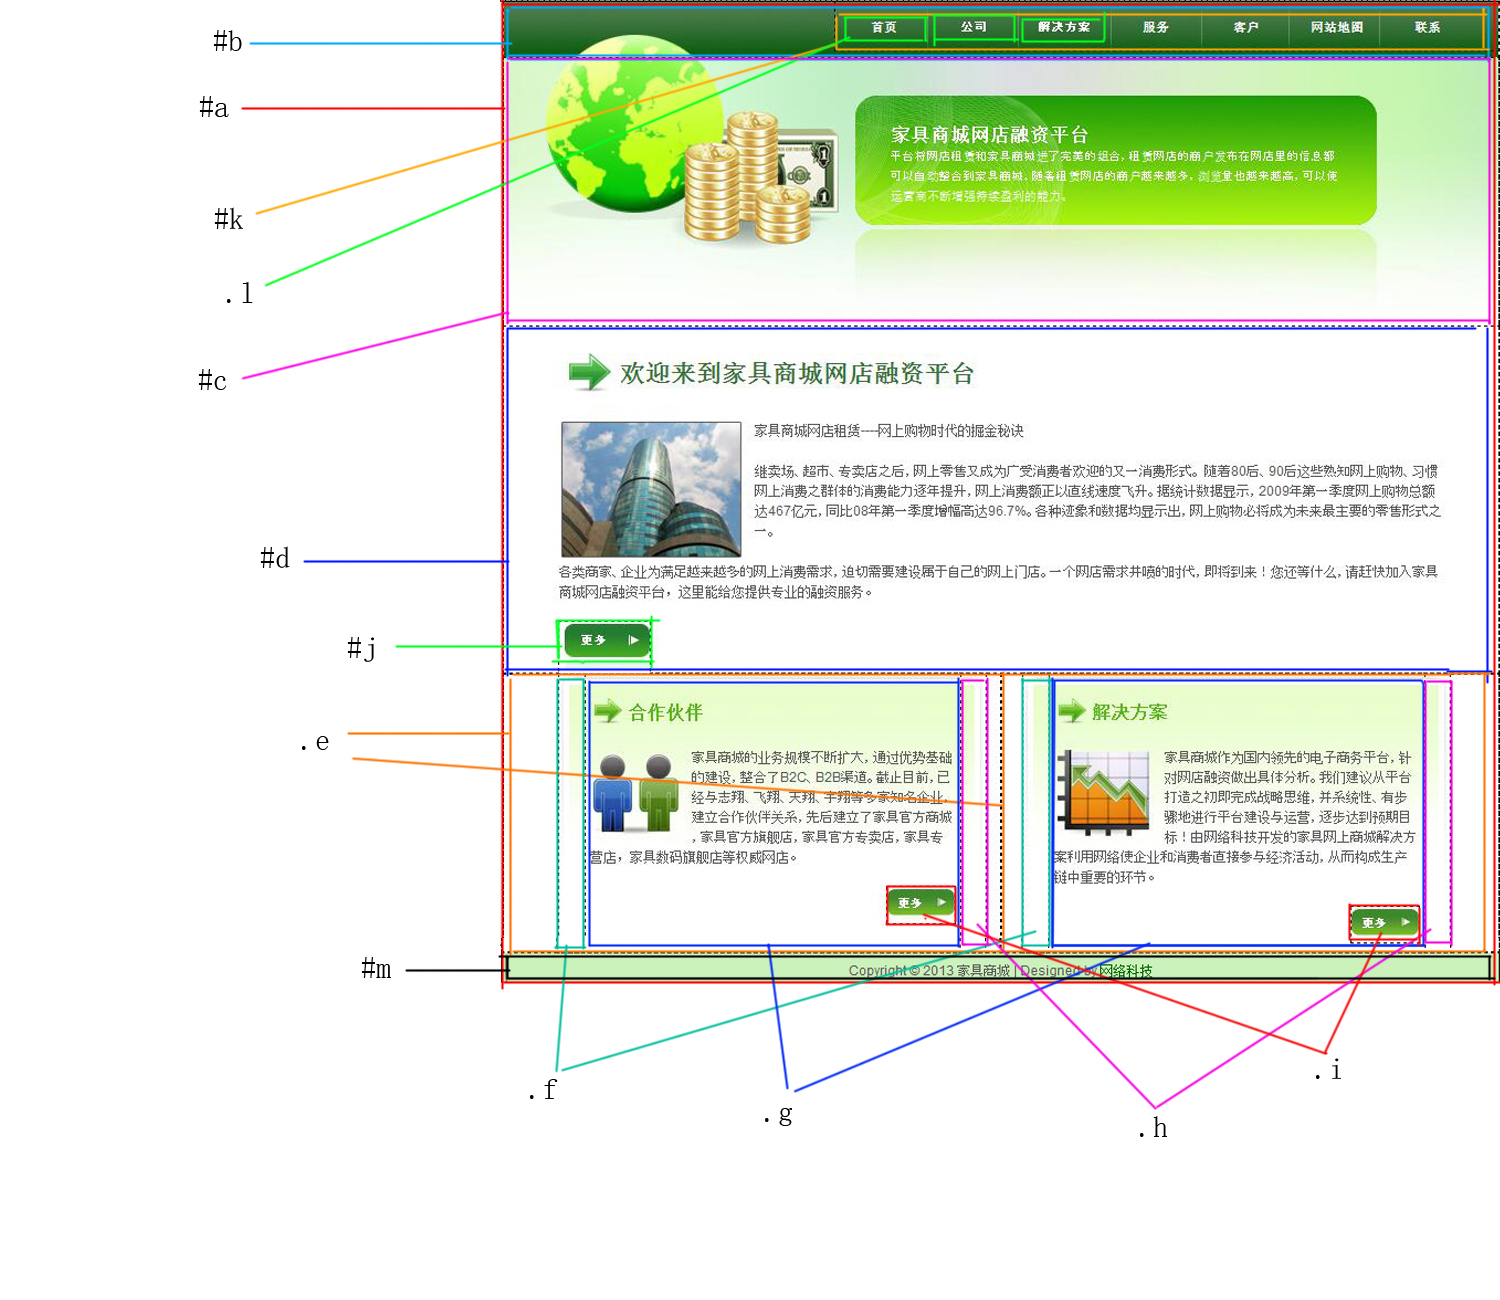 首页 公司 解决方案 服务 客户 网站地图 联系
#b
#a
#k
.l
#c
家具商城网店融资平台
平台将网店租赁和家具商城进了完美的组合, 租赁网店的商户发布在网店里的信息都
可以自动整合到家具商城, 随着租赁网店的商户越来越多, 浏览量也越来越高, 可以使
运营商不断增强持续盈利的能力。
欢迎来到家具商城网店融资平台
家具商城网店租赁----网上购物时代的掘金秘诀
继卖场、超市、专卖店之后, 网上零售又成为广受消费者欢迎的又一消费形式。随着80后、90后这些熟知网上购物、习惯
网上消费之群体的消费能力逐年提升, 网上消费额正以直线速度飞升。据统计数据显示, 2009年第一季度网上购物总额
达467亿元, 同比08年第一季度增幅高达96.7%。各种迹象和数据均显示出, 网上购物必将成为未来最主要的零售形式之
一。
各类商家、企业为满足越来越多的网上消费需求, 迫切需要建设属于自己的网上门店。一个网店需求井喷的时代, 即将到来！您还等什么, 请赶快加入家具
商城网店融资平台，这里能给您提供专业的融资服务。
#d
更多
#j
合作伙伴
家具商城的业务规模不断扩大, 通过优势基础
的建设, 整合了B2C、B2B渠道。截止目前, 已
经与志翔、飞翔、天翔、宇翔等多家知名企业,
建立合作伙伴关系, 先后建立了家具官方商城
, 家具官方旗舰店, 家具官方专卖店, 家具专
营店，家具数码旗舰店等权威网店。
更多
解决方案
家具商城作为国内领先的电子商务平台, 针
对网店融资做出具体分析。我们建议从平台
打造之初即完成战略思维, 并系统性、有步
骤地进行平台建设与运营, 逐步达到预期目
标！由网络科技开发的家具网上商城解决方
案利用网络使企业和消费者直接参与经济活动, 从而构成生产
链中重要的环节。
更多
.e
#m
Copyright © 2013 家具商城 | Designed by 网络科技
.f
.g
.h
.i